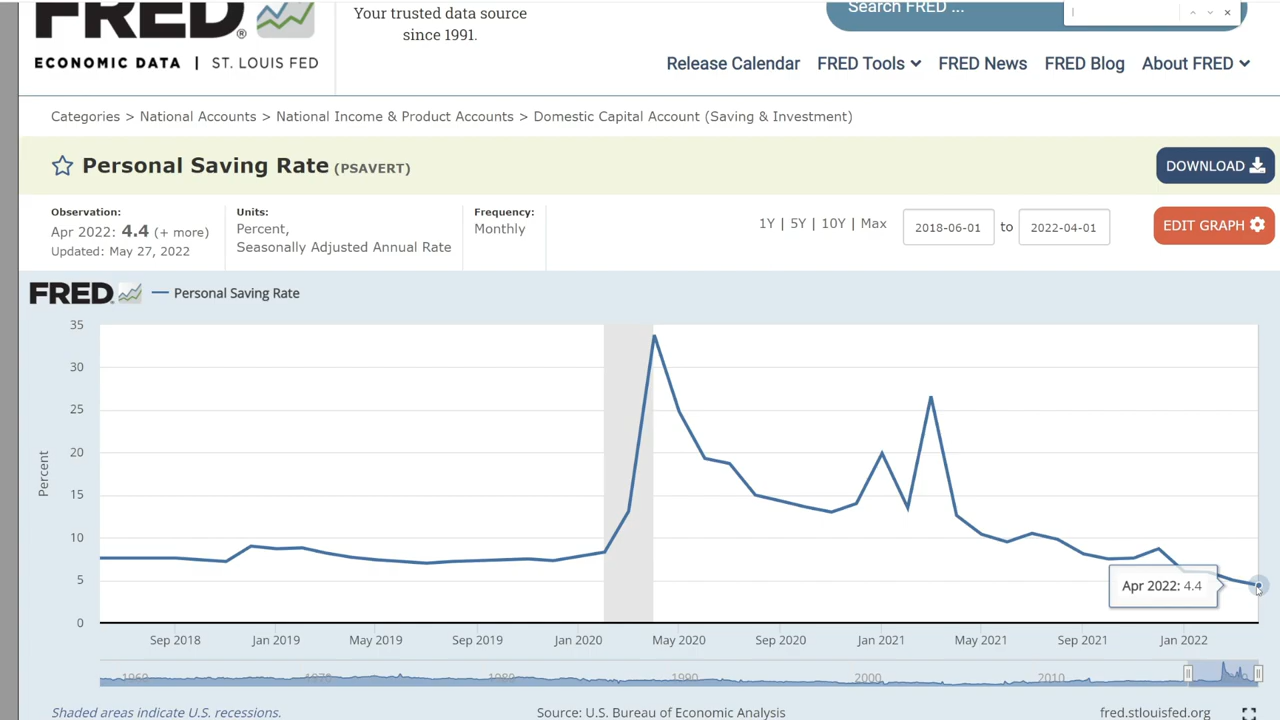 FRED®
ECONOMIC DATA | ST. LOUIS FED
Your trusted data source
since 1991.
Search FRED ...
Release Calendar FRED Tools FRED News FRED Blog About FRED
Categories > National Accounts > National Income & Product Accounts > Domestic Capital Account (Saving & Investment)
Personal Saving Rate (PSAVERT)
DOWNLOAD
Observation:
Apr 2022: 4.4 (+ more)
Updated: May 27, 2022
Units:
Percent,
Seasonally Adjusted Annual Rate
Frequency:
Monthly
1Y | 5Y | 10Y | Max
2018-06-01 to 2022-04-01
EDIT GRAPH
FRED
Personal Saving Rate
35
30
25
20
15
10
5
0
Percent
Apr 2022: 4.4
Sep 2018 Jan 2019 May 2019 Sep 2019 Jan 2020 May 2020 Sep 2020 Jan 2021 May 2021 Sep 2021 Jan 2022
1960 1970 1980 1990 2000 2010
Shaded areas indicate U.S. recessions.
Source: U.S. Bureau of Economic Analysis
fred.stlouisfed.org